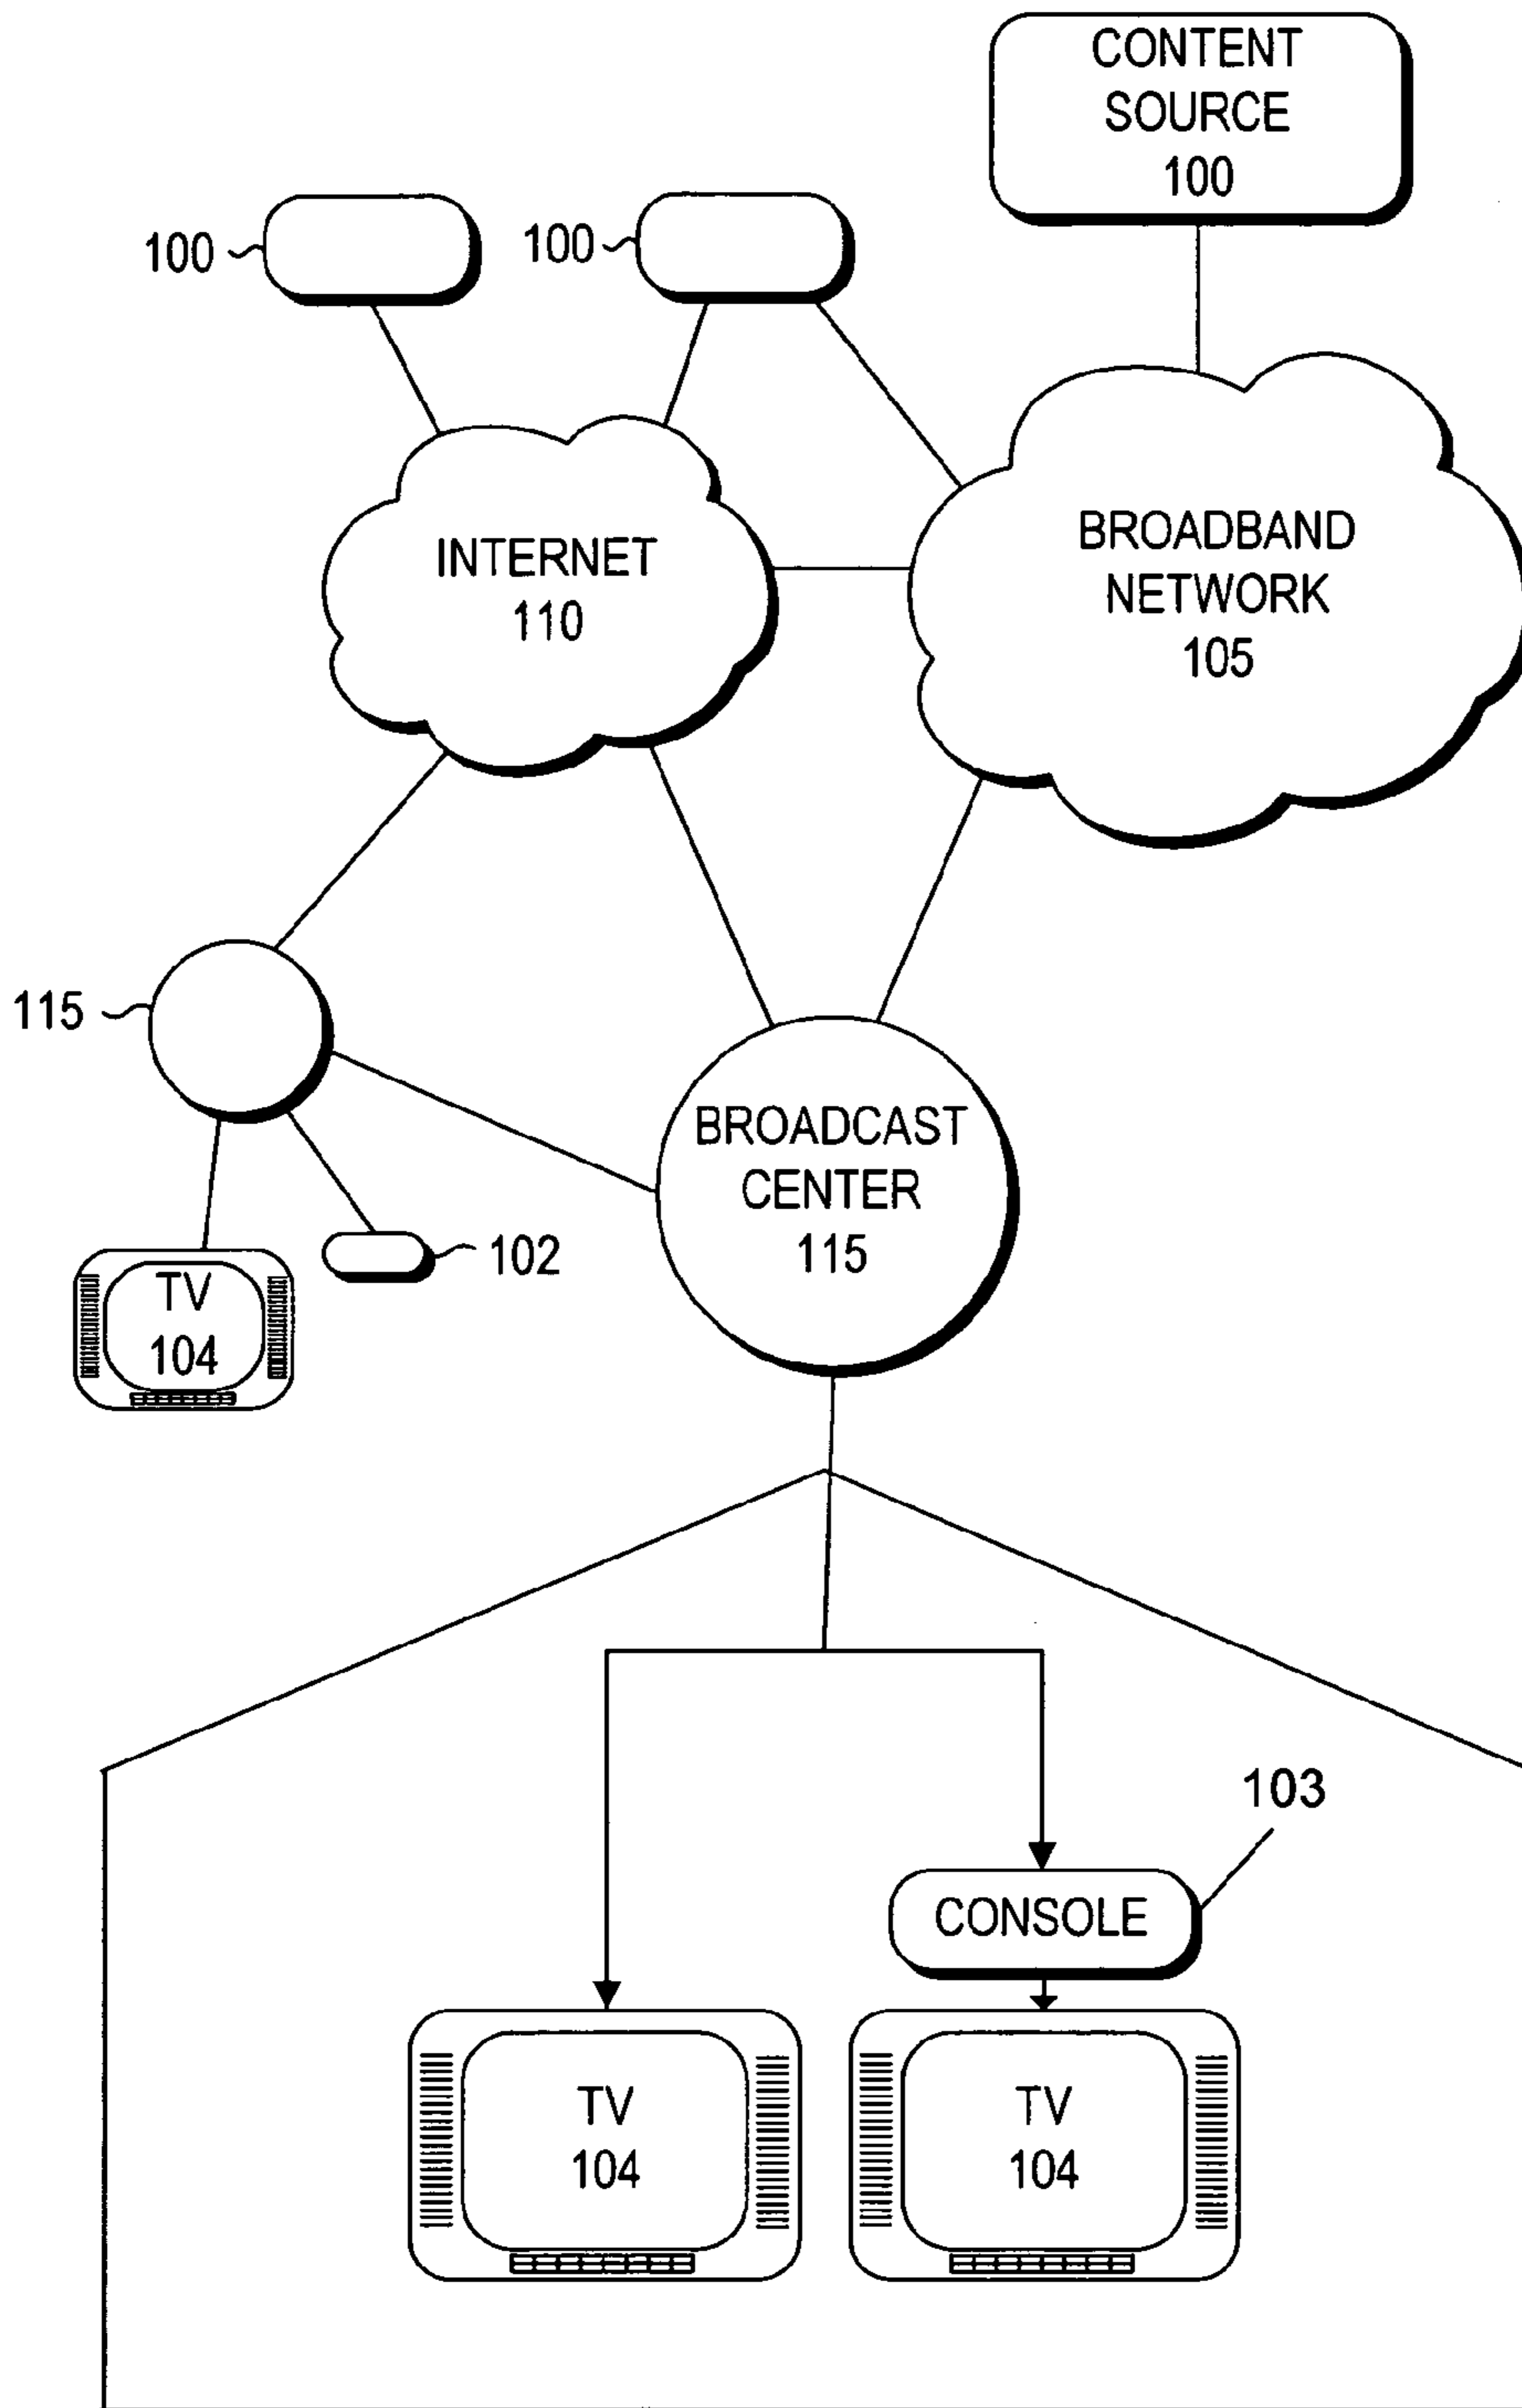 CONTENT
SOURCE
100
100
100
INTERNET
110
BROADBAND
NETWORK
105
115
BROADCAST
CENTER
115
102
TV
104
103
CONSOLE
TV
104
TV
104